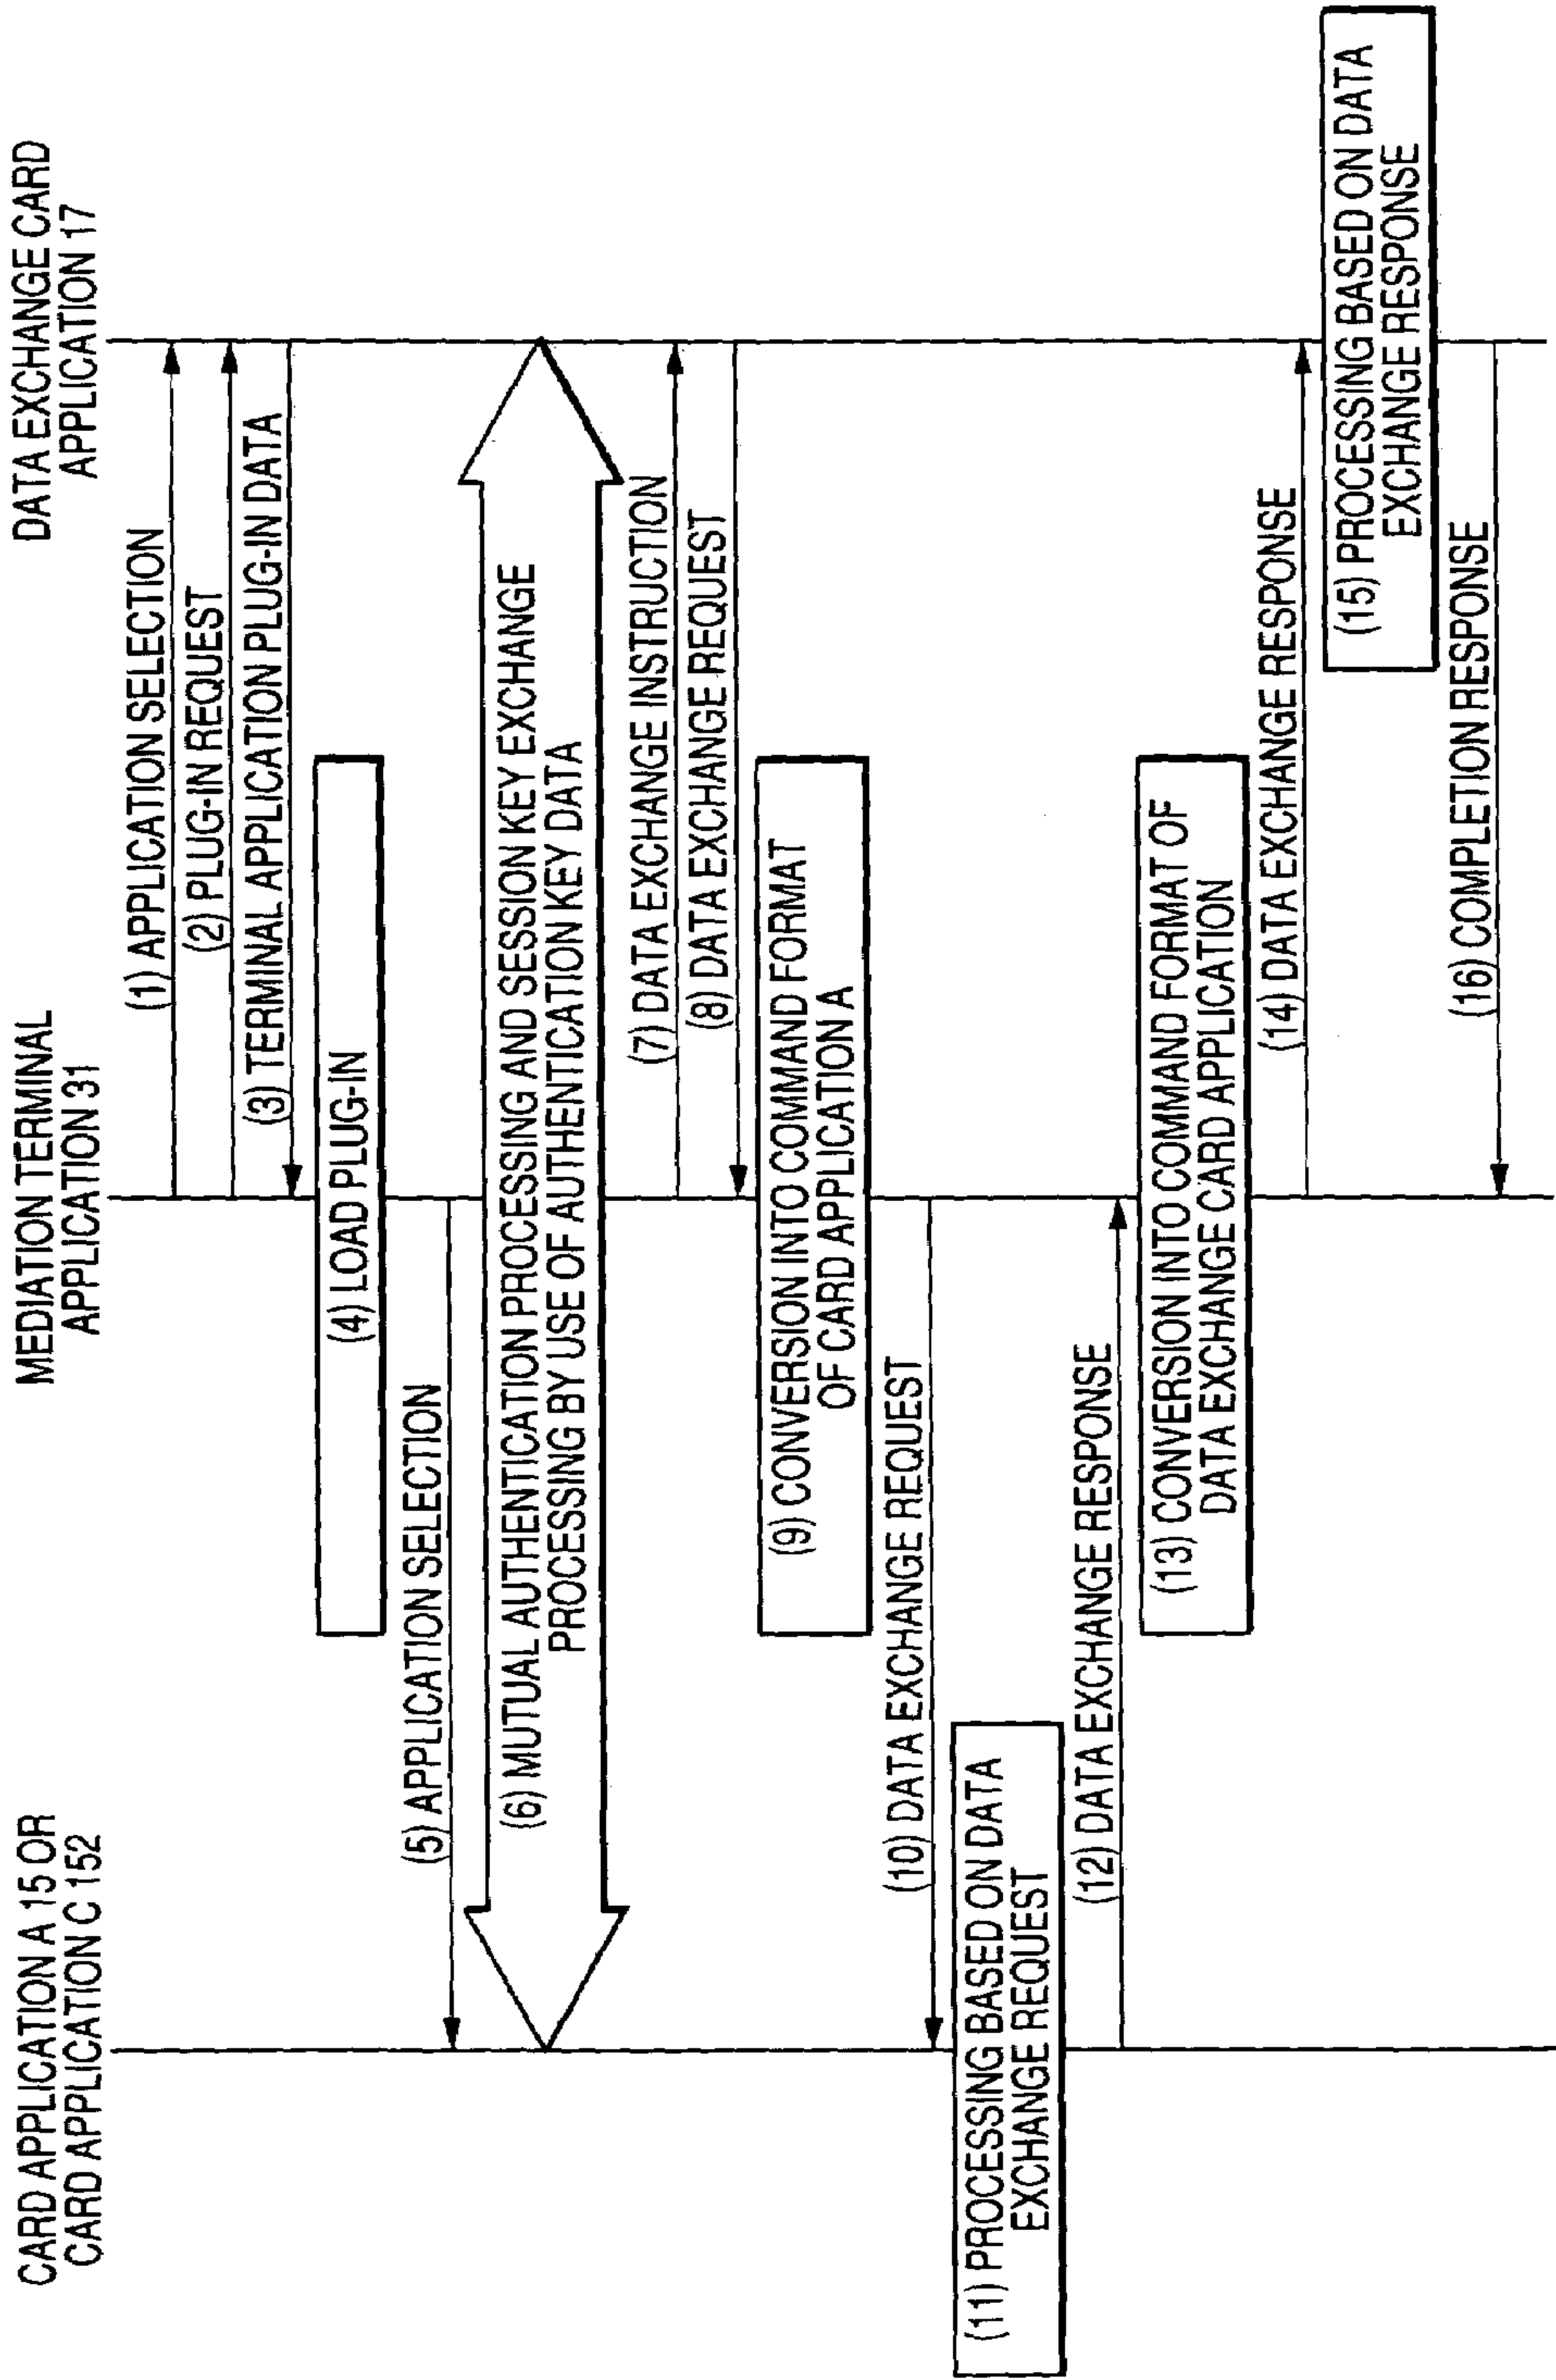 CARD APPLICATION A 15 OR
CARD APPLICATION C 152
MEDIATION TERMINAL
APPLICATION 31
DATA EXCHANGE CARD
APPLICATION 17
(1) APPLICATION SELECTION
(2) PLUG-IN REQUEST
(3) TERMINAL APPLICATION PLUG-IN DATA
(4) LOAD PLUG-IN
(5) APPLICATION SELECTION
(6) MUTUAL AUTHENTICATION PROCESSING AND SESSION KEY EXCHANGE
PROCESSING BY USE OF AUTHENTICATION KEY DATA
(7) DATA EXCHANGE INSTRUCTION
(8) DATA EXCHANGE REQUEST
(9) CONVERSION INTO COMMAND FORMAT
OF CARD APPLICATION A
(10) DATA EXCHANGE REQUEST
(11) PROCESSING BASED ON DATA
EXCHANGE REQUEST
(12) DATA EXCHANGE RESPONSE
(13) CONVERSION INTO COMMAND FORMAT OF
DATA EXCHANGE CARD APPLICATION
(14) DATA EXCHANGE RESPONSE
(15) PROCESSING BASED ON DATA
EXCHANGE RESPONSE
(16) COMPLETION RESPONSE